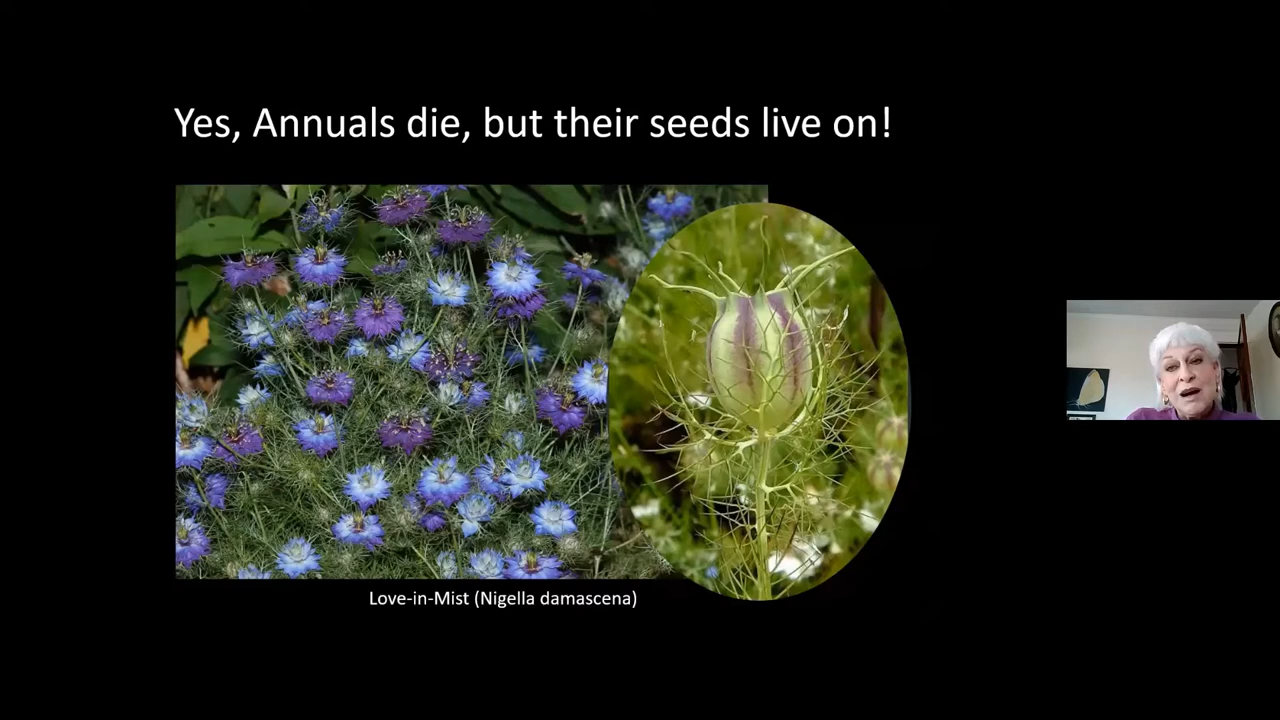 Yes, Annuals die, but their seeds live on!
Love-in-Mist (Nigella damascena)